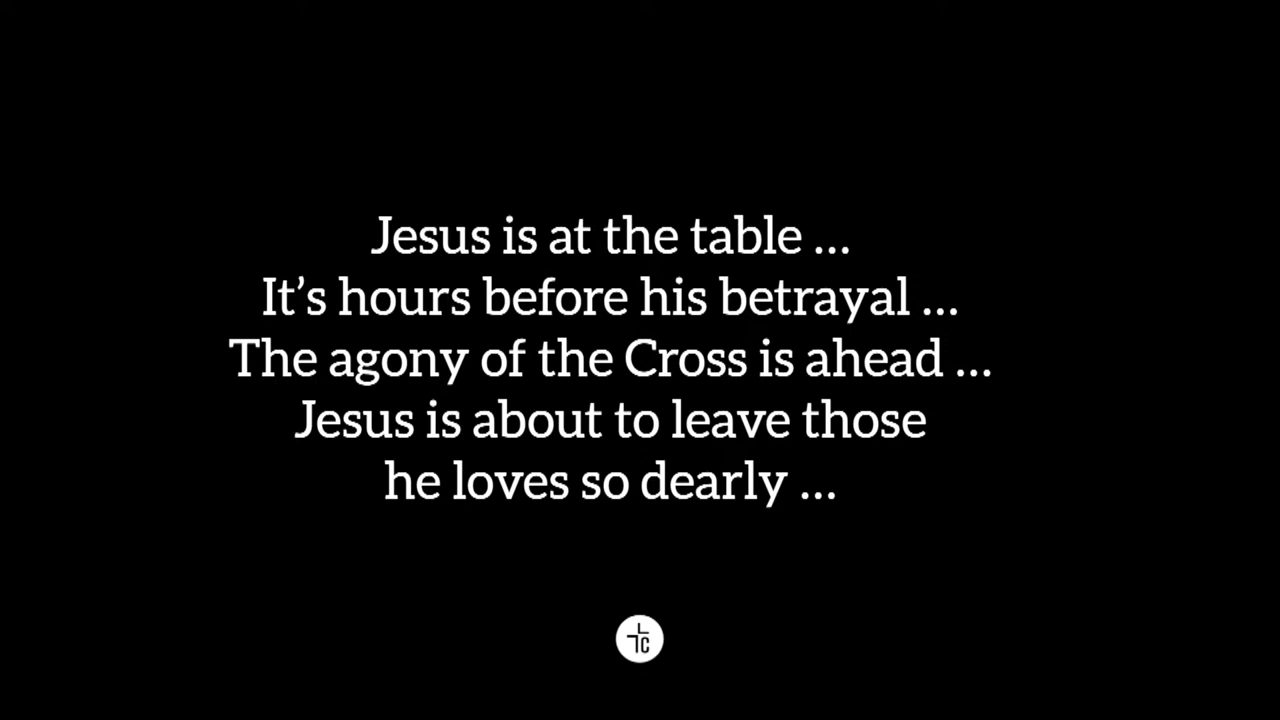 Jesus is at the table ...
It’s hours before his betrayal ...
The agony of the Cross is ahead ...
Jesus is about to leave those
he loves so dearly ...
LTC